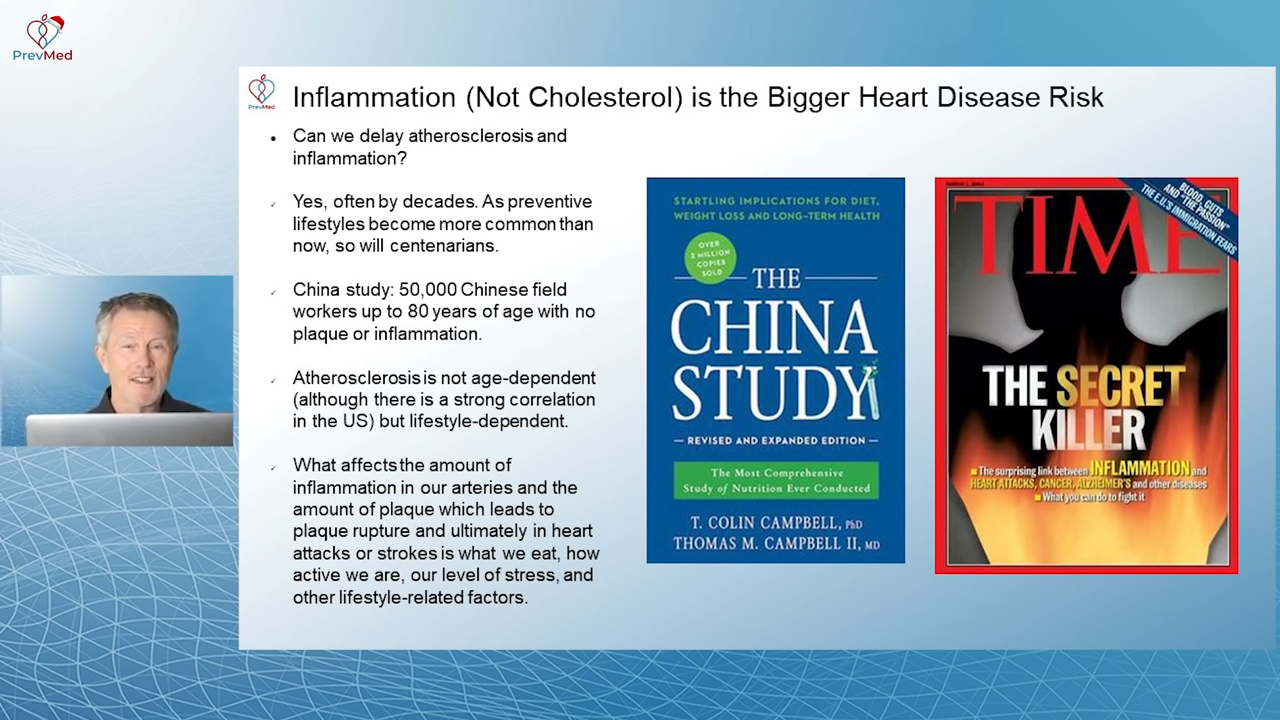 PrevMed
PrevMed
Inflammation (Not Cholesterol) is the Bigger Heart Disease Risk
Can we delay atherosclerosis and
inflammation?
Yes, often by decades. As preventive
lifestyles become more common than
now, so will centenarians.
China study: 50,000 Chinese field
workers up to 80 years of age with no
plaque or inflammation.
Atherosclerosis is not age-dependent
(although there is a strong correlation
in the US) but lifestyle-dependent.
What affects the amount of
inflammation in our arteries and the
amount of plaque which leads to
plaque rupture and ultimately in heart
attacks or strokes is what we eat, how
active we are, our level of stress, and
other lifestyle-related factors.
STARTLING IMPLICATIONS FOR DIET,
WEIGHT LOSS AND LONG-TERM HEALTH
OVER
2 MILLION
COPIES
SOLD
THE
CHINA
STUDY
REVISED AND EXPANDED EDITION
The Most Comprehensive
Study of Nutrition Ever Conducted
T. COLIN CAMPBELL, PhD
THOMAS M. CAMPBELL II, MD
BLOOD, GUTS
AND "THE PASSION"
THE E.U.'S IMMIGRATION FEARS
TIME
THE SECRET
KILLER
The surprising link between INFLAMMATION and
HEART ATTACKS, CANCER, ALZHEIMER'S and other diseases
What you can do to fight it